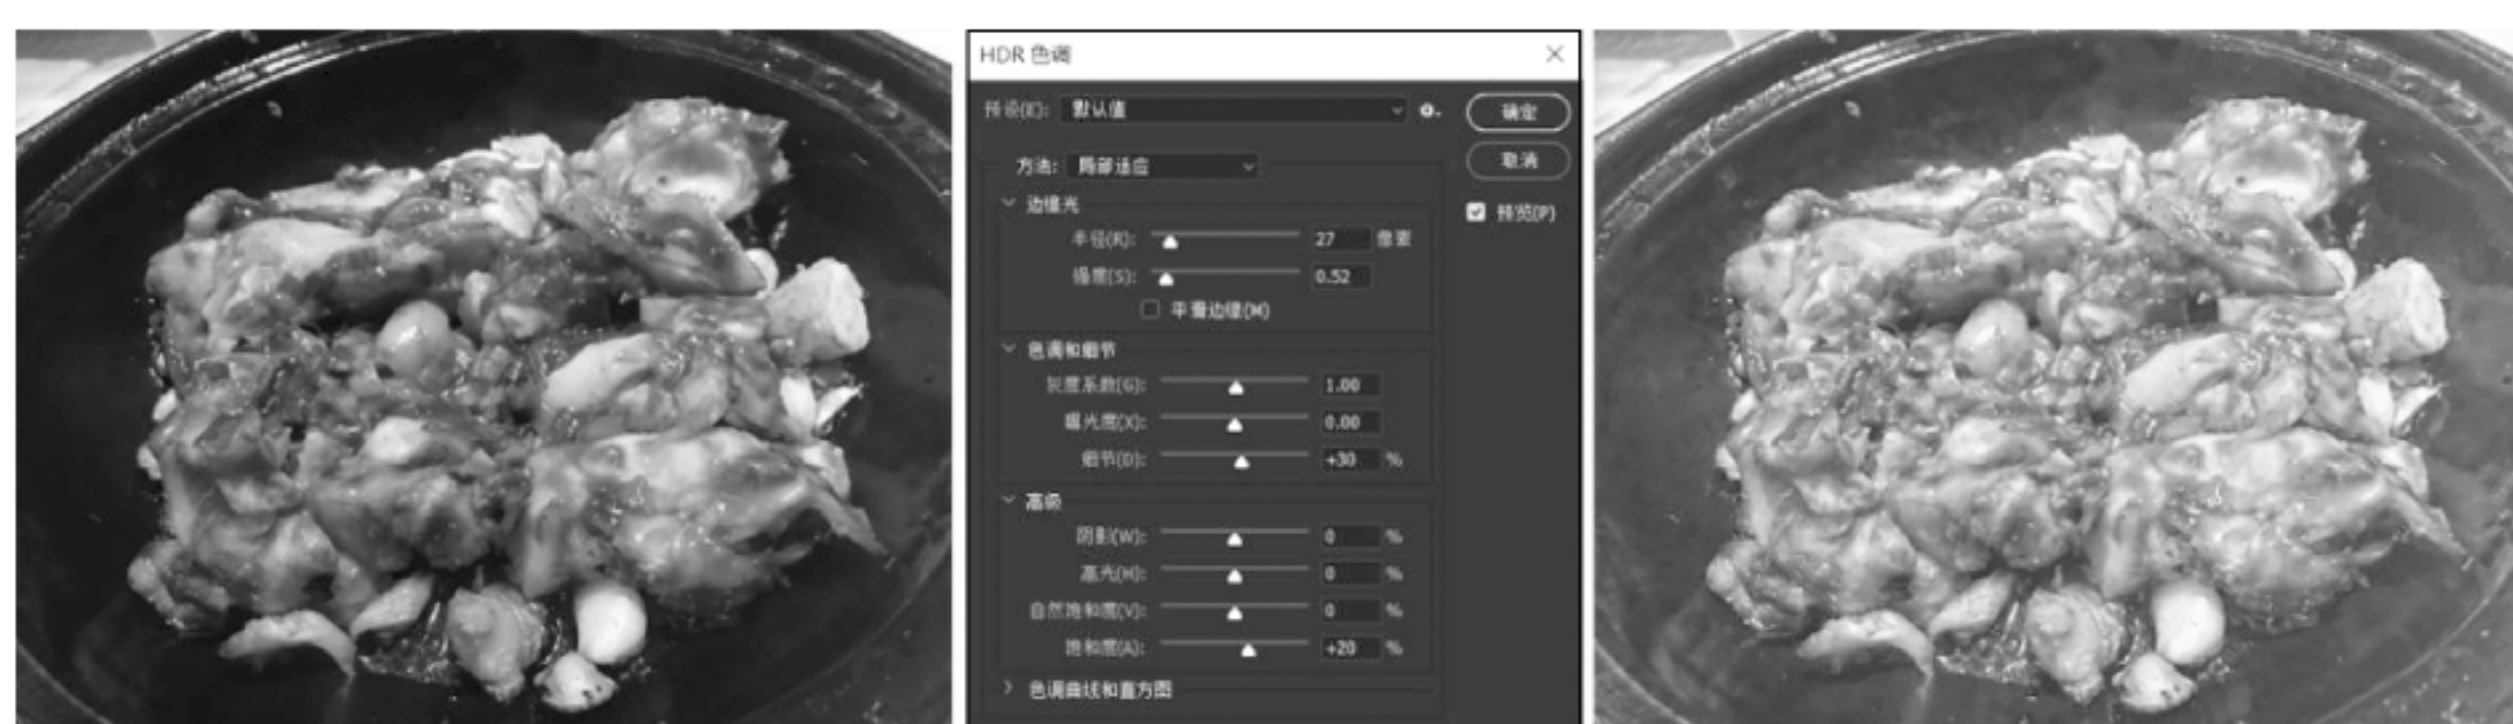 HDR 色调
预设(E): 默认值
确定
取消
预览(P)
方法: 局部适应
边缘光
半径(R): 27 像素
强度(S): 0.52
平滑边缘(M)
色调和细节
灰度系数(G): 1.00
曝光度(X): 0.00
细节(D): +30 %
高级
阴影(W): 0 %
高光(H): 0 %
自然饱和度(V): 0 %
饱和度(A): +20 %
色调曲线和直方图